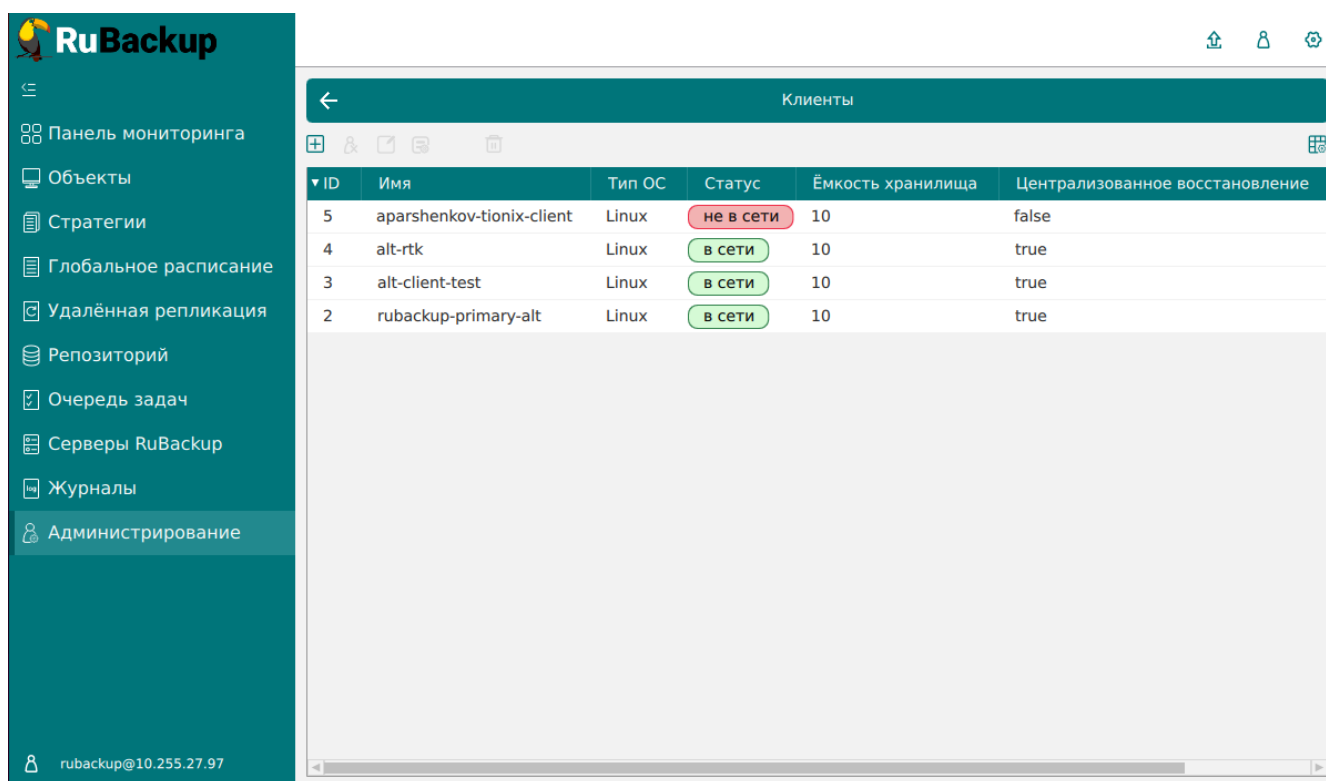 RuBackup
Панель мониторинга
Объекты
Стратегии
Глобальное расписание
Удалённая репликация
Репозиторий
Очередь задач
Серверы RuBackup
Журналы
Администрирование
rubackup@10.255.27.97
Клиенты
ID Имя Тип ОС Статус Ёмкость хранилища Централизованное восстановление
5 aparshenkov-tionix-client Linux не в сети 10 false
4 alt-rtk Linux в сети 10 true
3 alt-client-test Linux в сети 10 true
2 rubackup-primary-alt Linux в сети 10 true